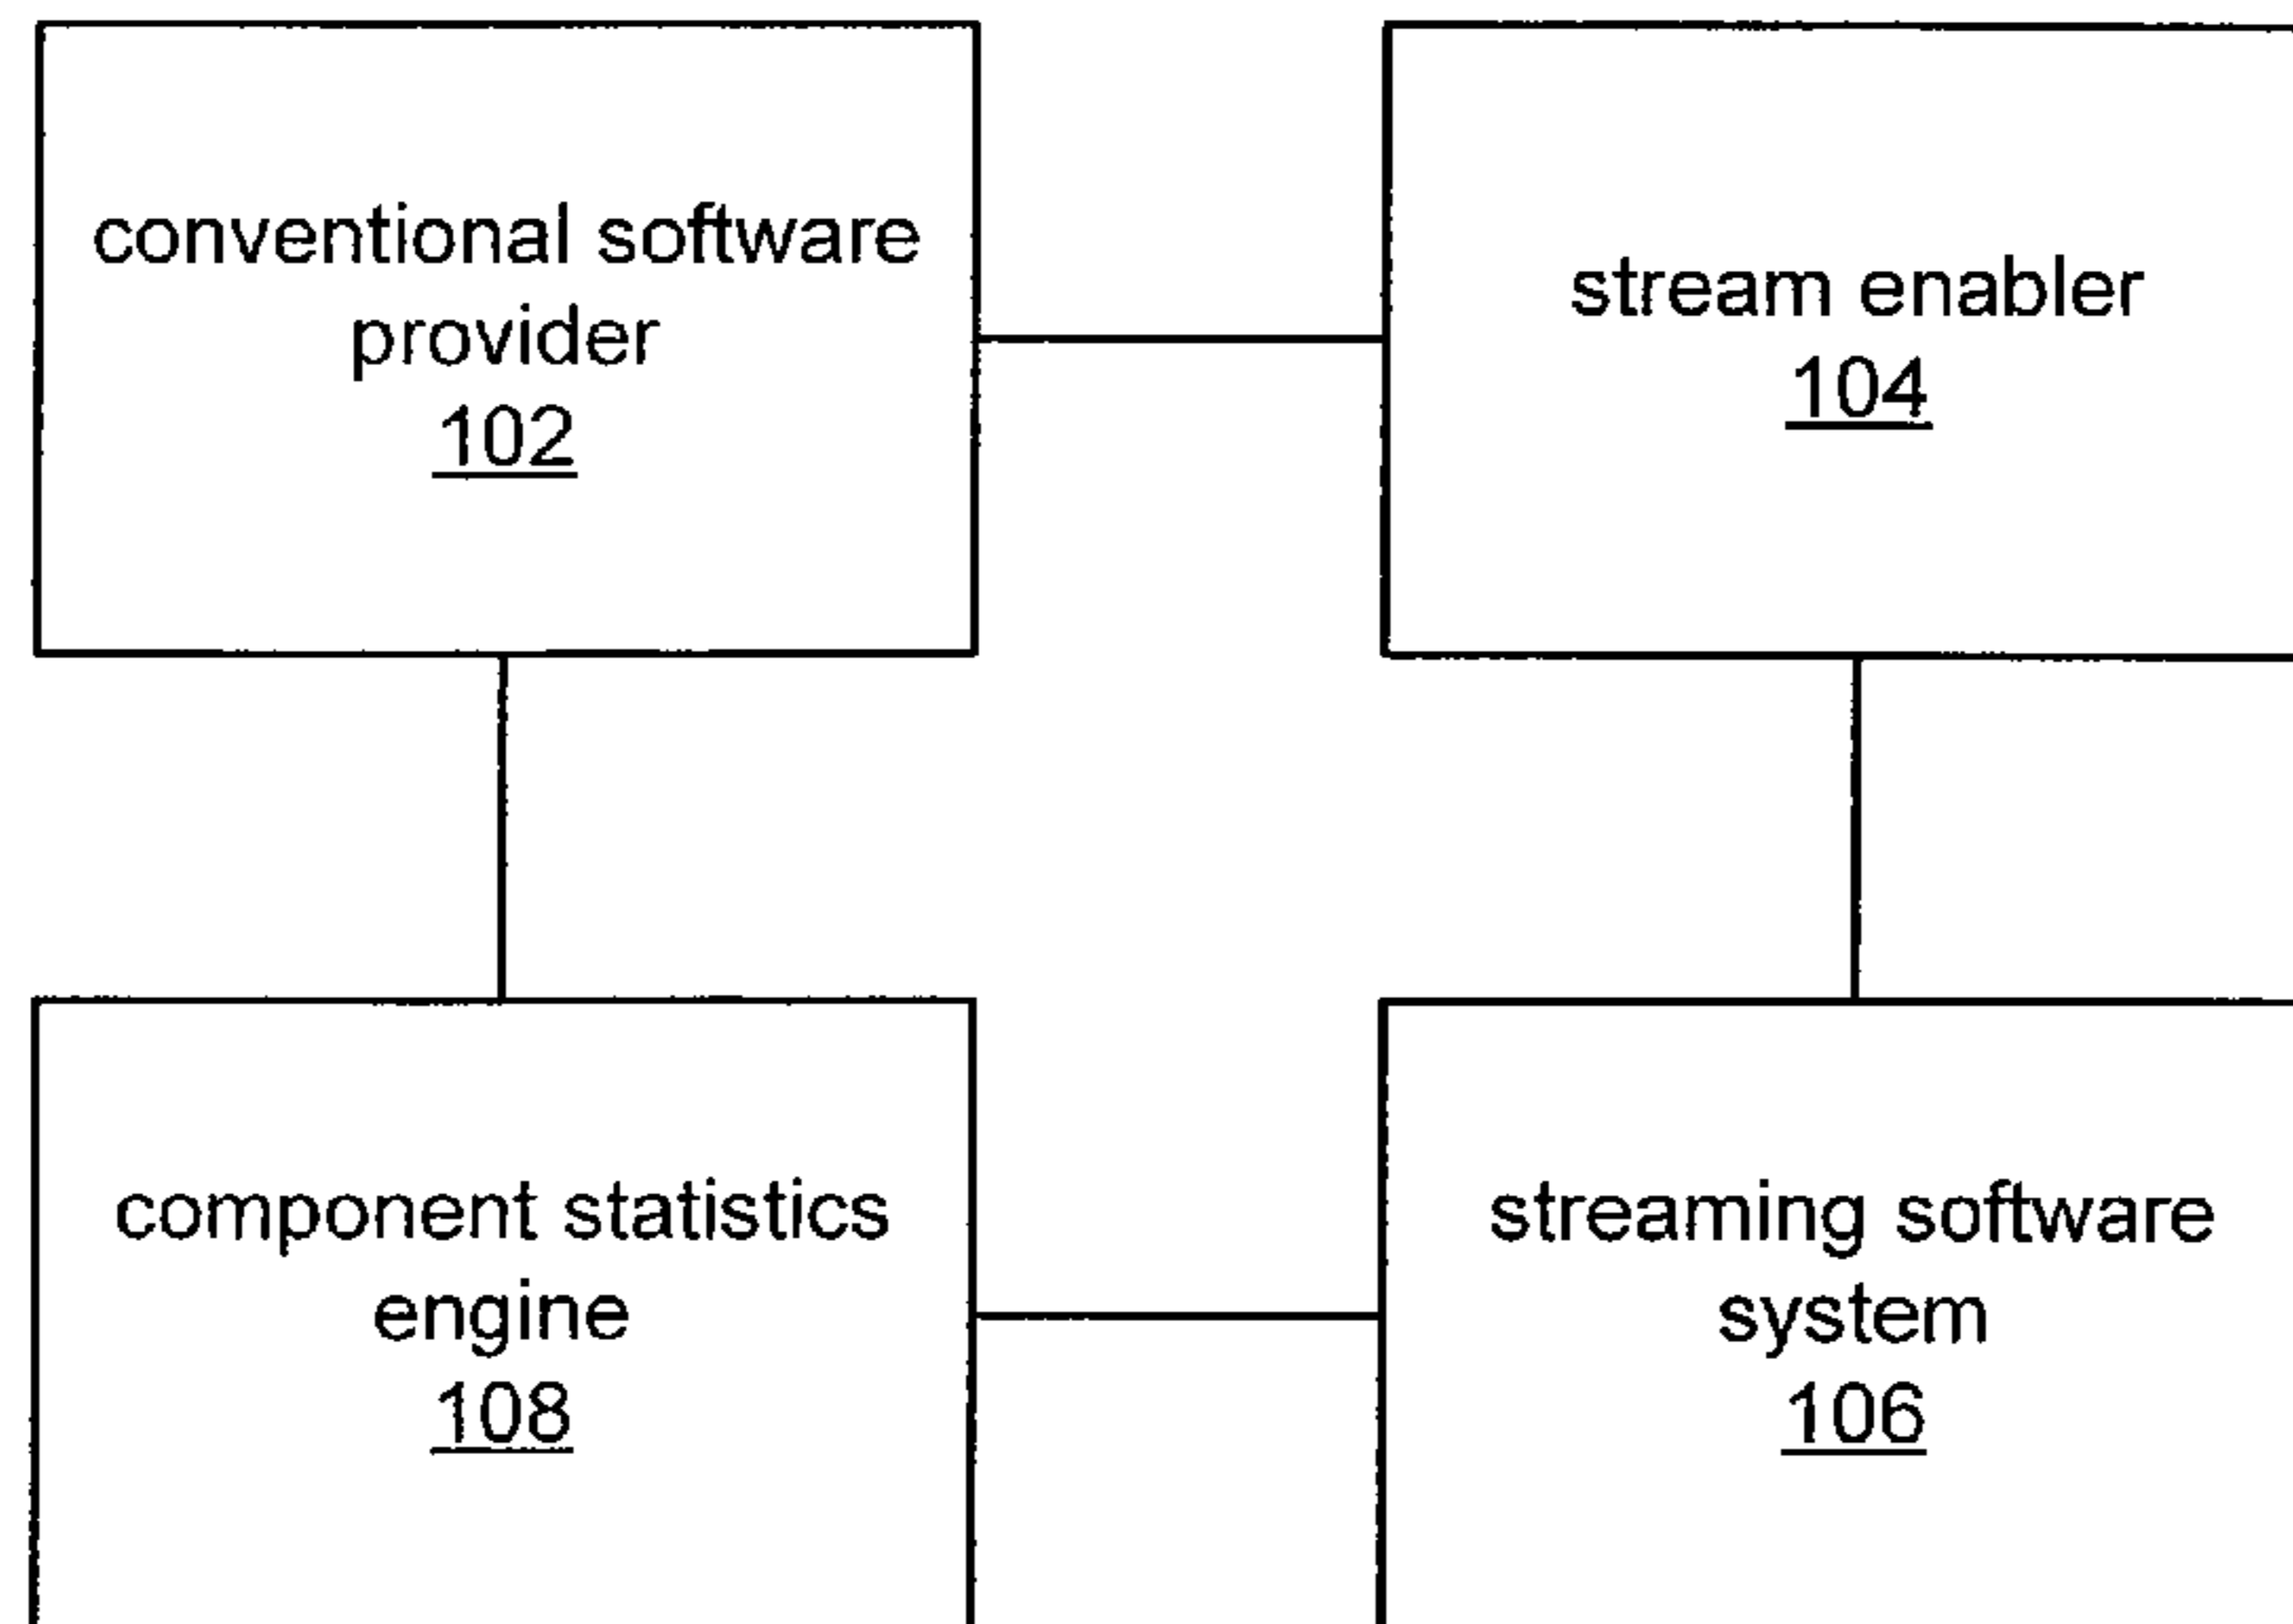 conventional software
provider
102
stream enabler
104
component statistics
engine
108
streaming software
system
106